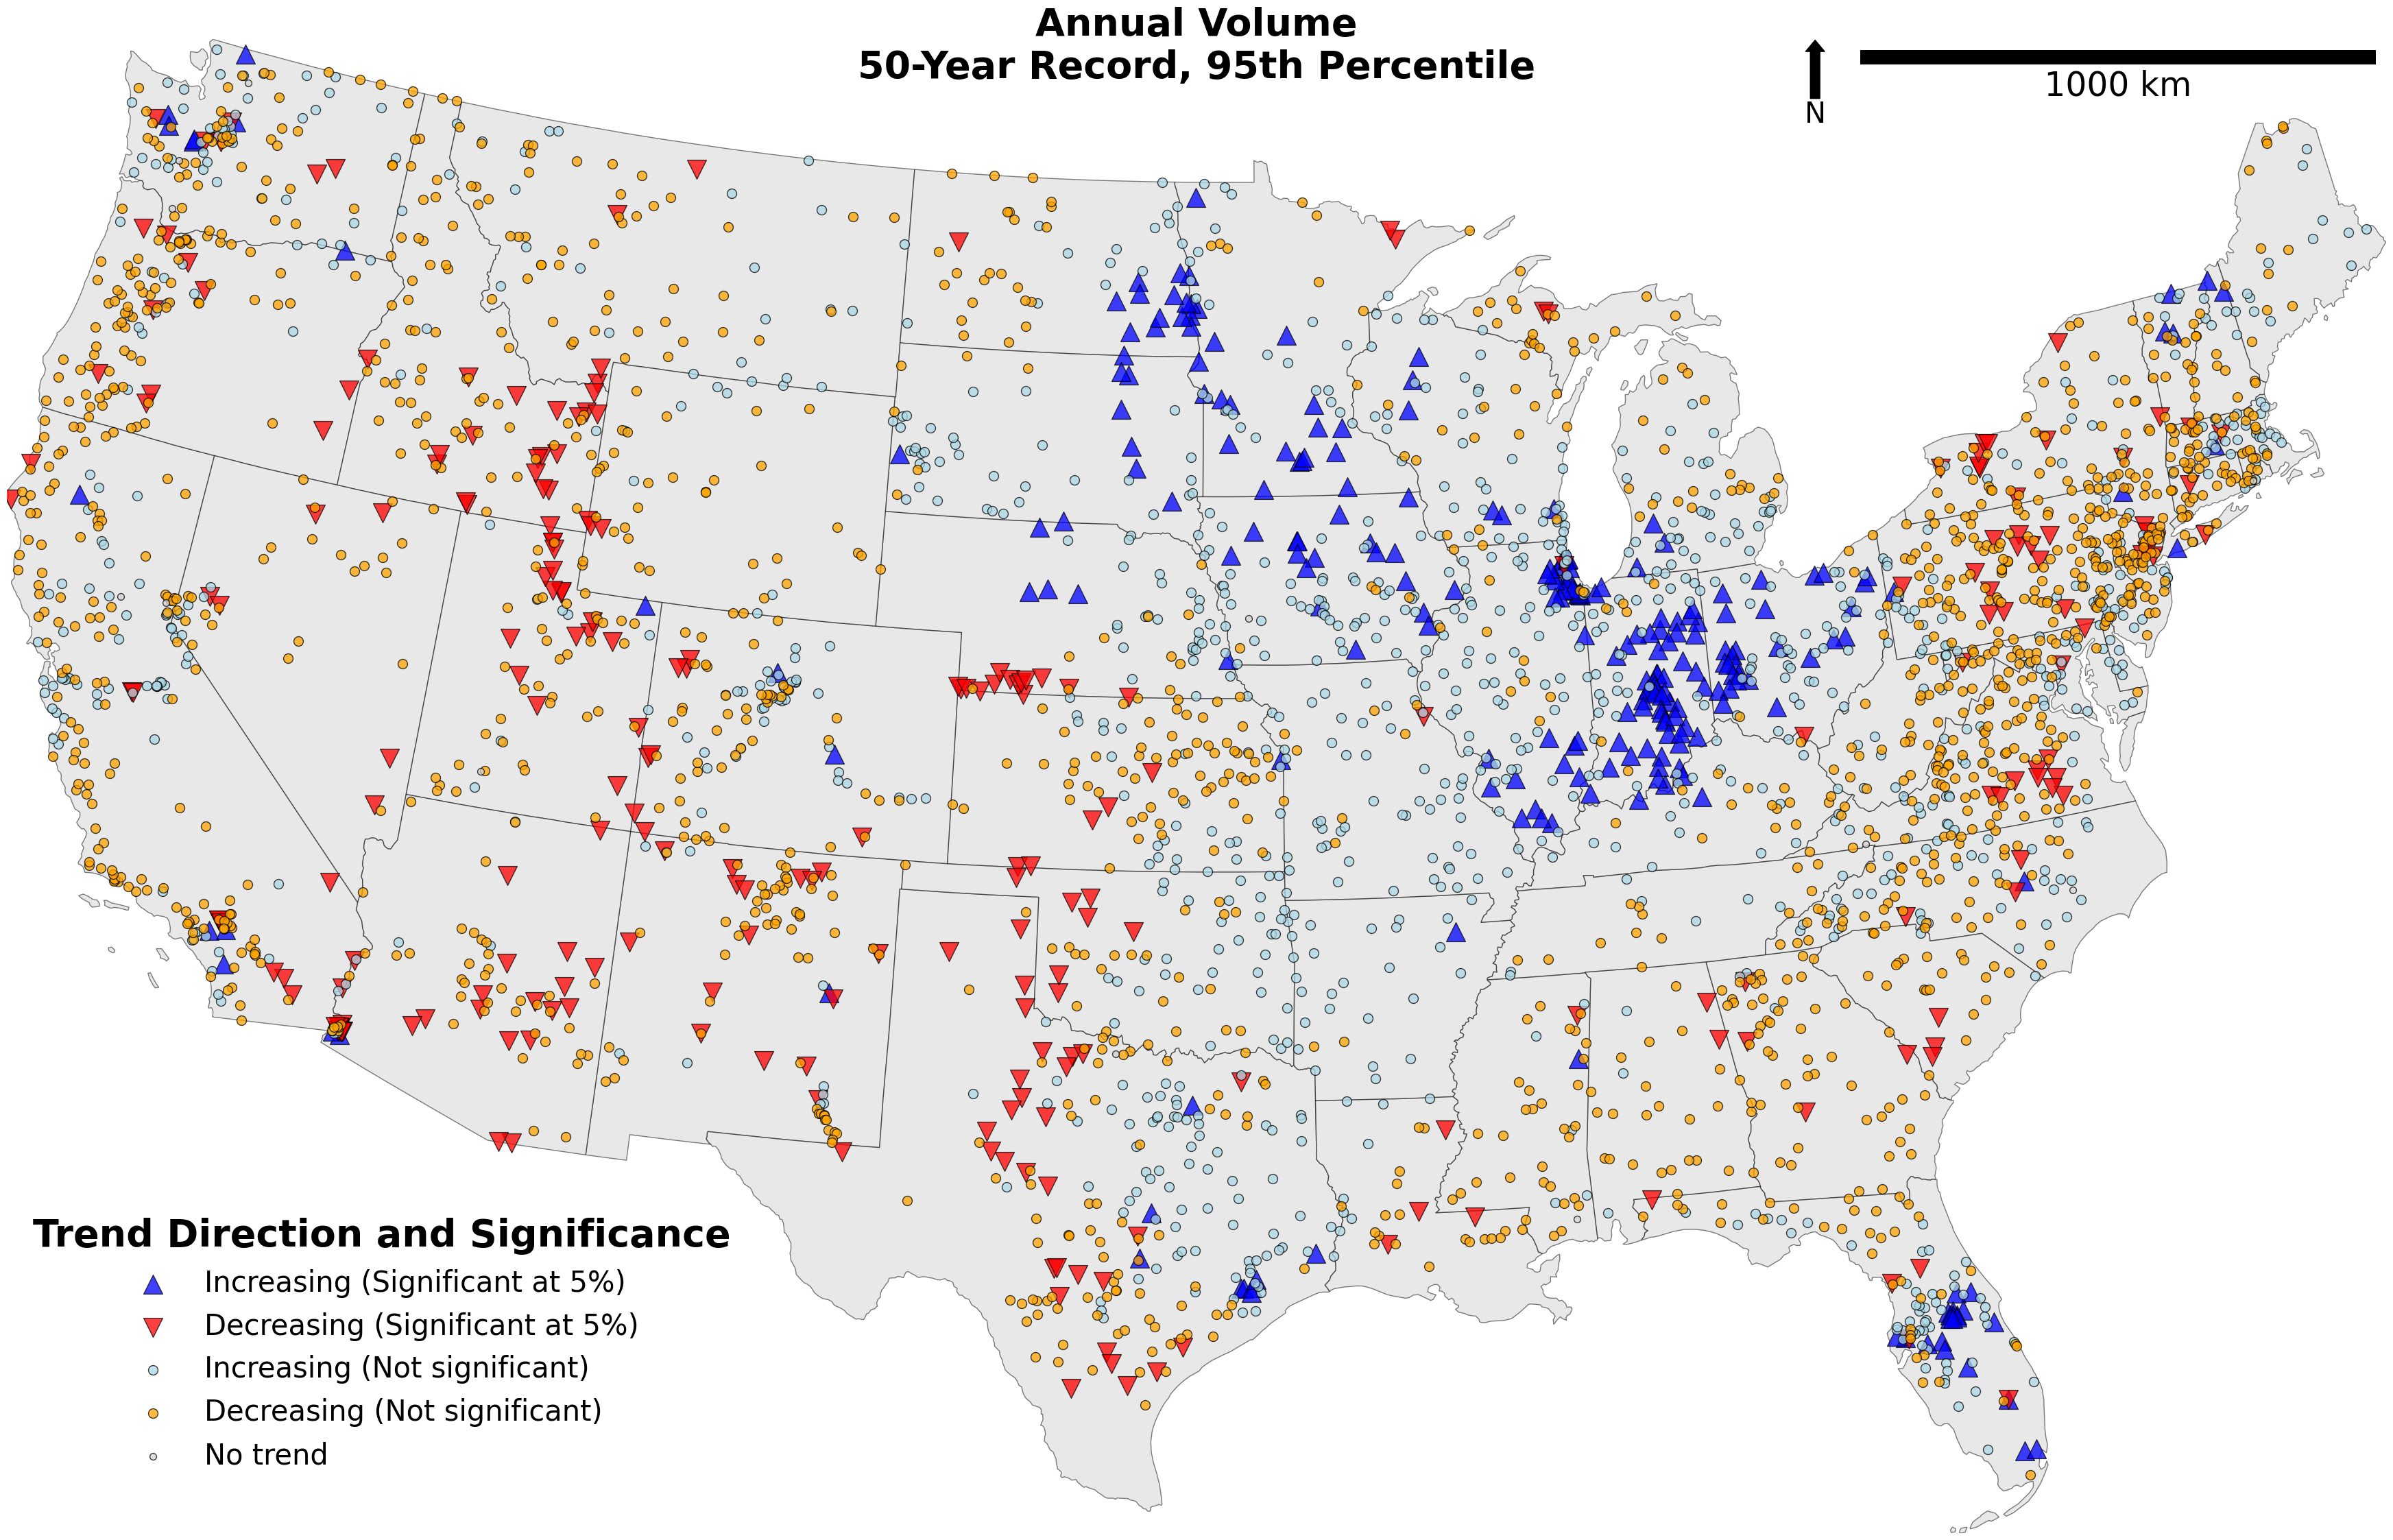 Annual Volume
50-Year Record, 95th Percentile
1000 km
N
Trend Direction and Significance
Increasing (Significant at 5%)
Decreasing (Significant at 5%)
Increasing (Not significant)
Decreasing (Not significant)
No trend